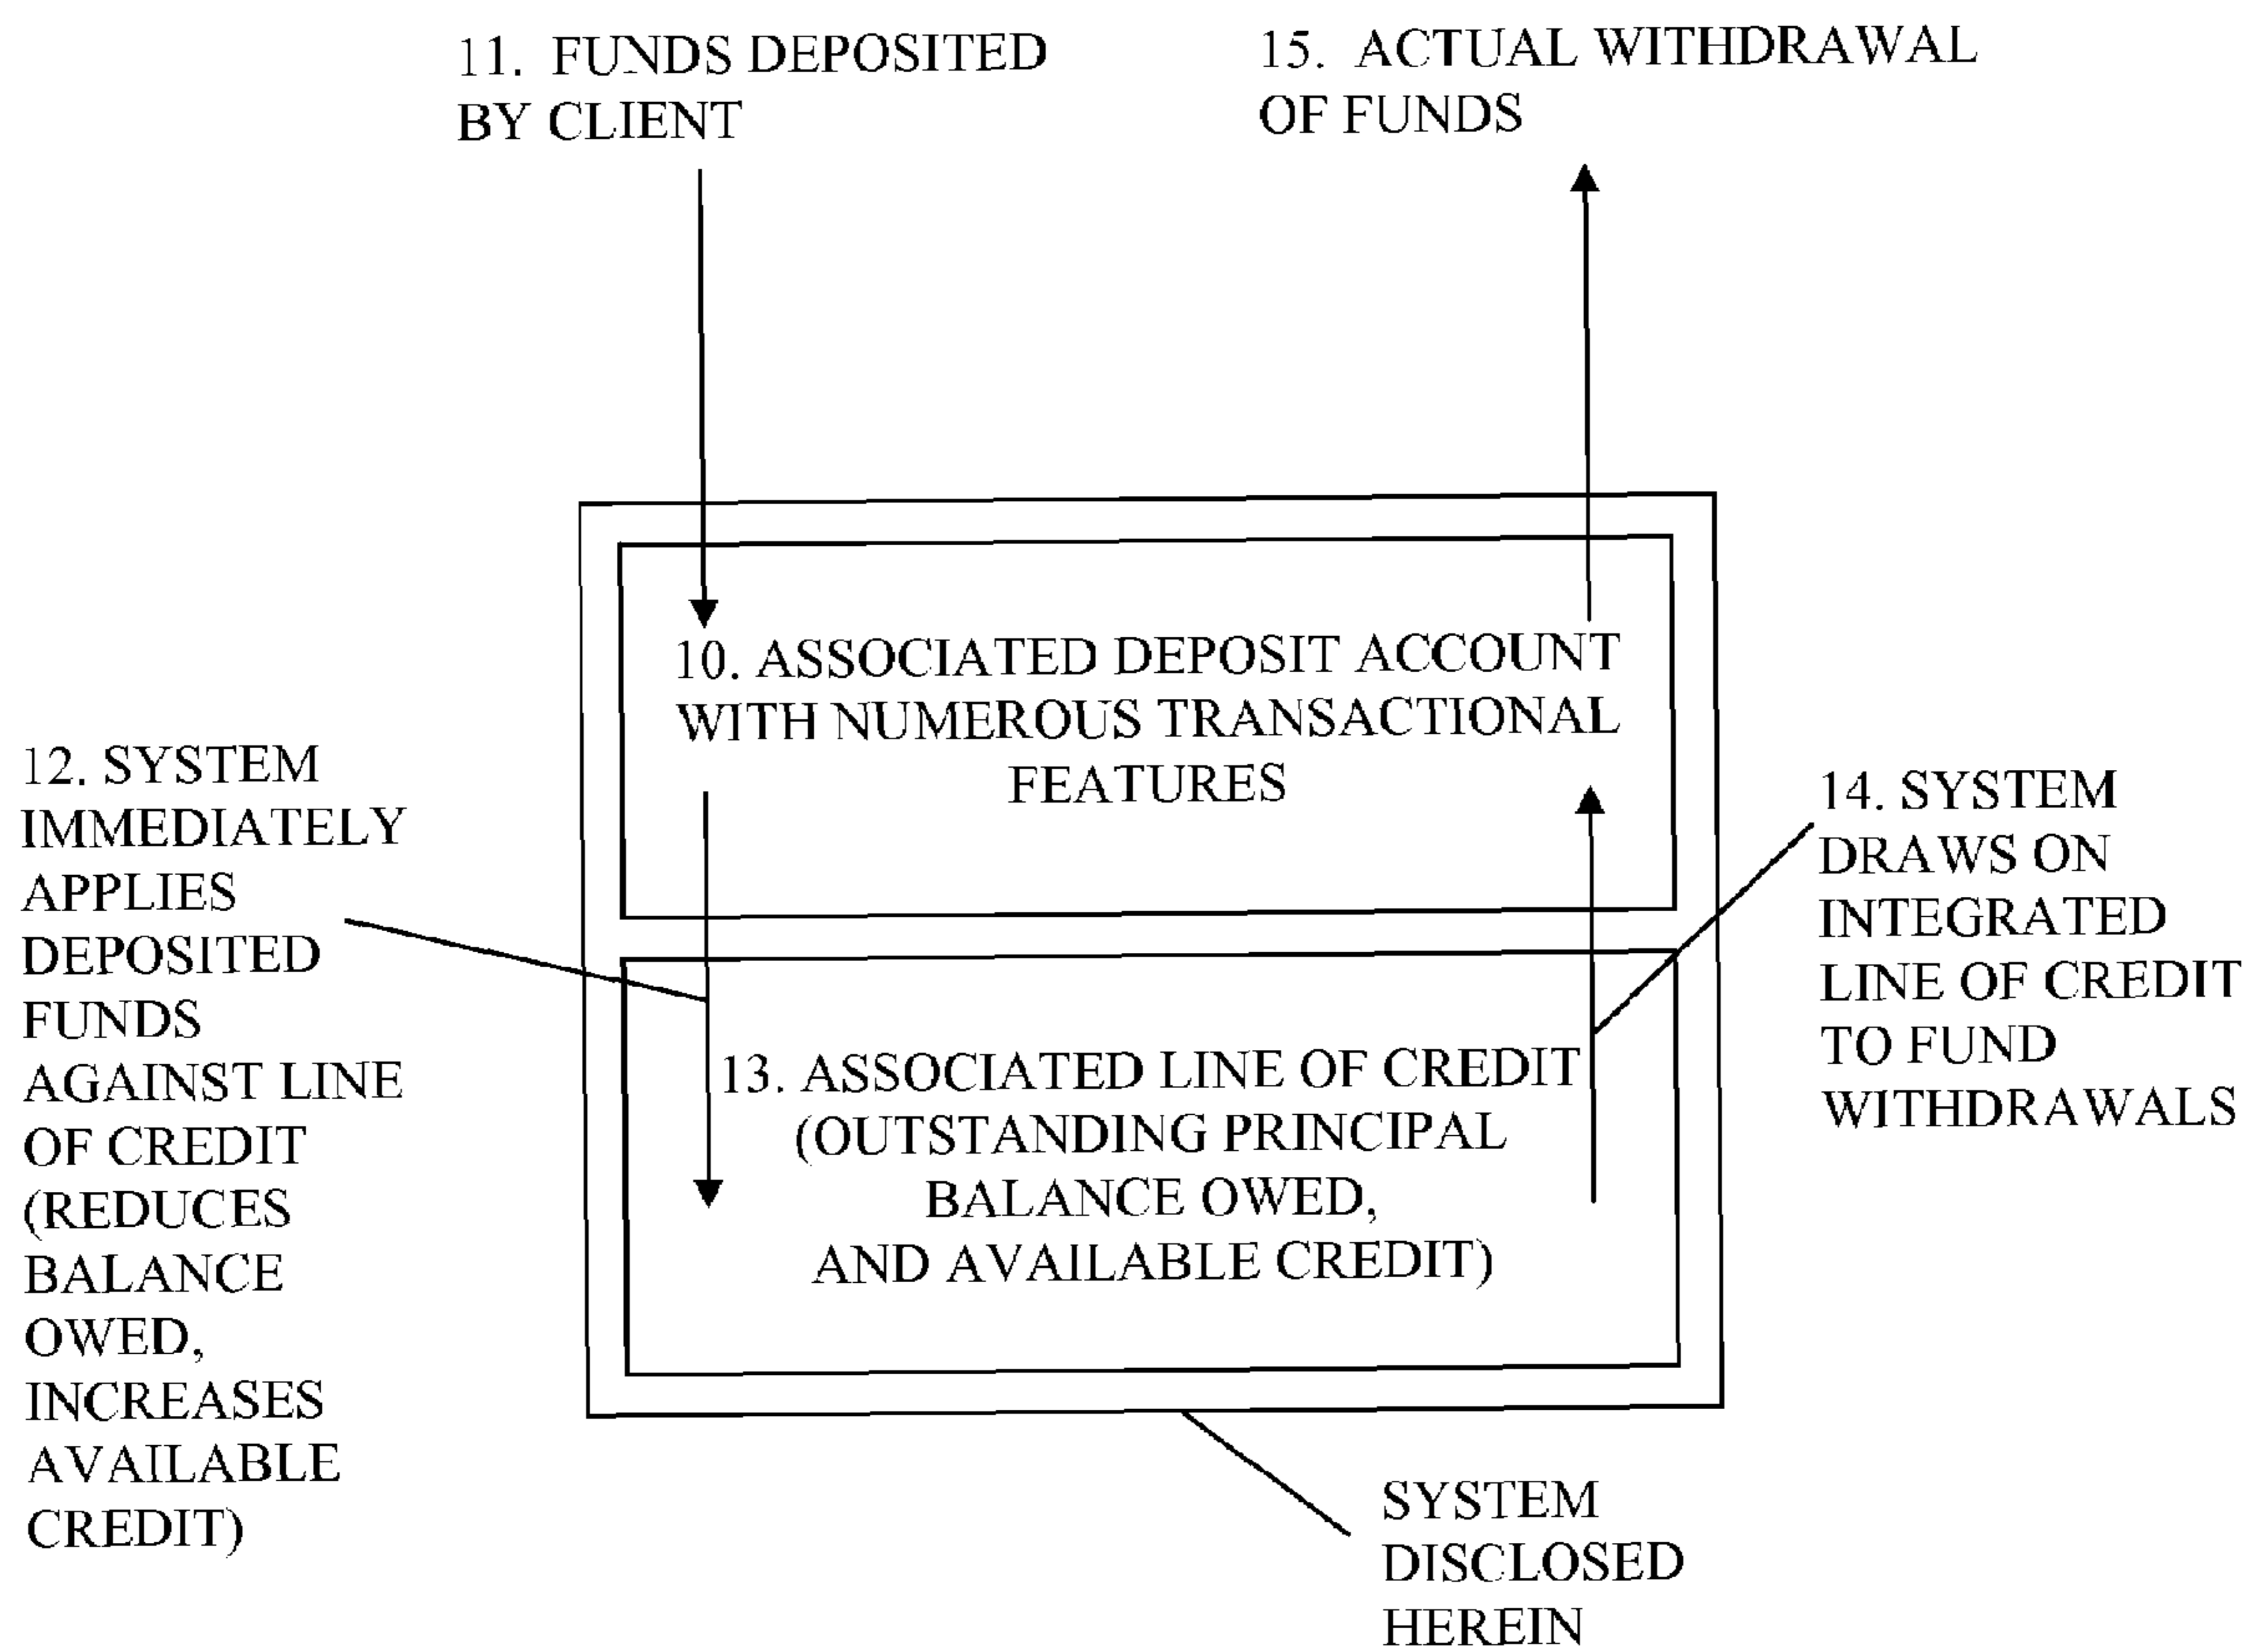 11. FUNDS DEPOSITED
BY CLIENT
15. ACTUAL WITHDRAWAL
OF FUNDS
10. ASSOCIATED DEPOSIT ACCOUNT
WITH NUMEROUS TRANSACTIONAL
FEATURES
12. SYSTEM
IMMEDIATELY
APPLIES
DEPOSITED
FUNDS
AGAINST LINE
OF CREDIT
(REDUCES
BALANCE
OWED,
INCREASES
AVAILABLE
CREDIT)
14. SYSTEM
DRAWS ON
INTEGRATED
LINE OF CREDIT
TO FUND
WITHDRAWALS
13. ASSOCIATED LINE OF CREDIT
(OUTSTANDING PRINCIPAL
BALANCE OWED,
AND AVAILABLE CREDIT)
SYSTEM
DISCLOSED
HEREIN